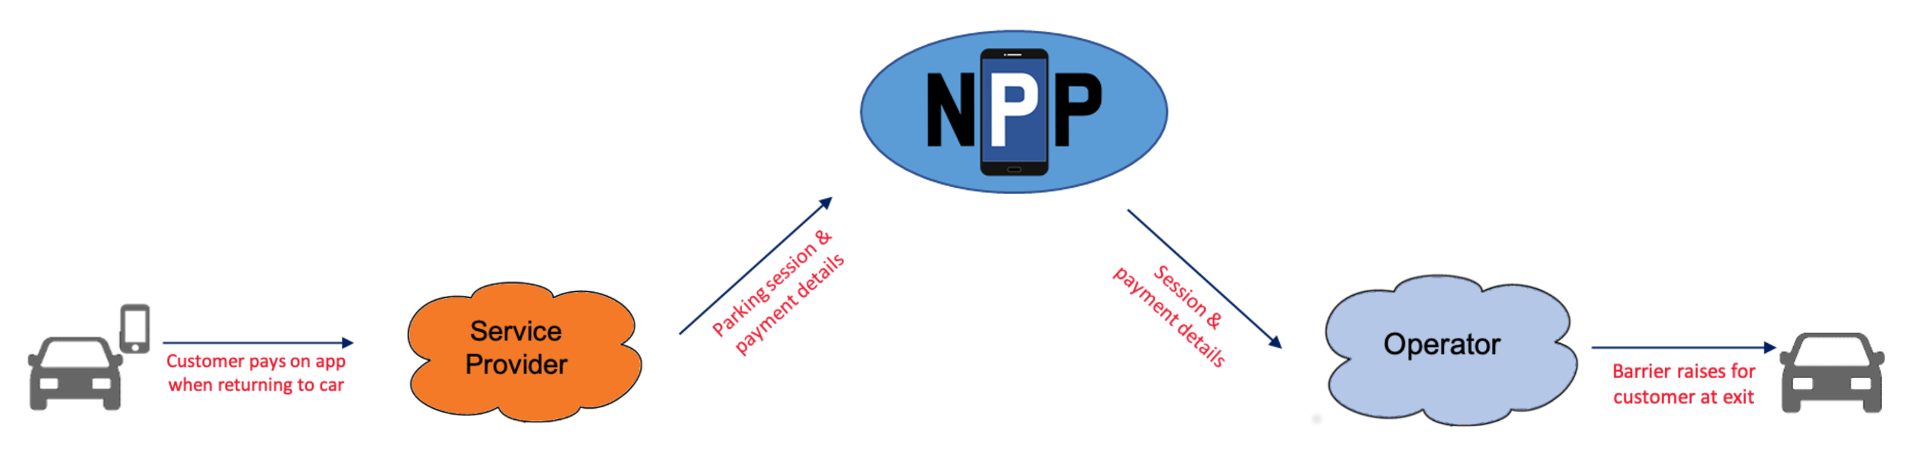 NPP
Customer pays on app
when returning to car
Service
Provider
Parking session &
payment details
Session &
payment details
Operator
Barrier raises for
customer at exit